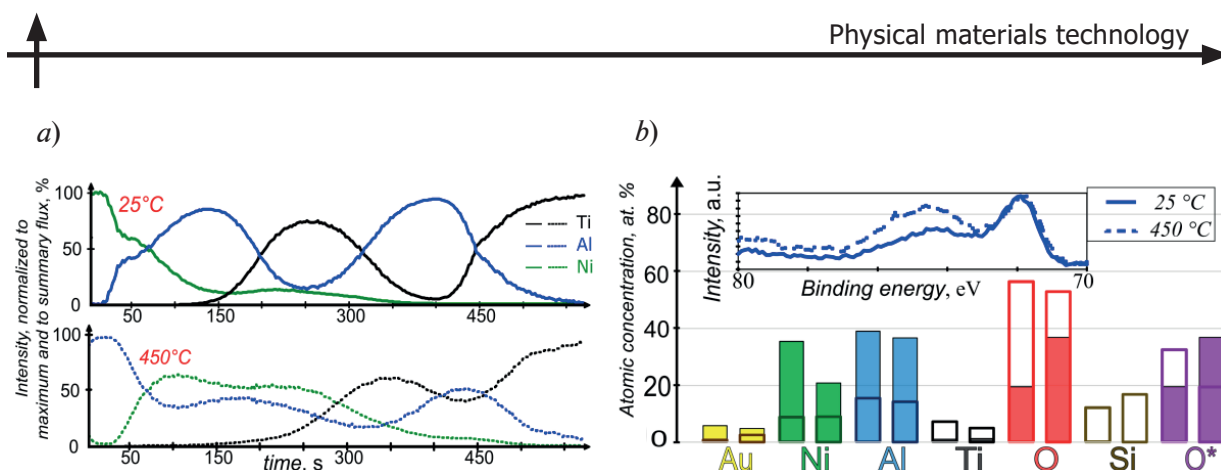 Physical materials technology
a)
b)
Intensity, normalized to
maximum and to summary flux, %
100
50
0
25°C
Ti
Al
Ni
50
150
300
450
100
50
0
450°C
50
150
300
450
time, s
Atomic concentration, at. %
80
60
40
20
0
Intensity, a.u.
25 °C
450 °C
80
Binding energy, eV
70
Au
Ni
Al
Ti
O
Si
O*